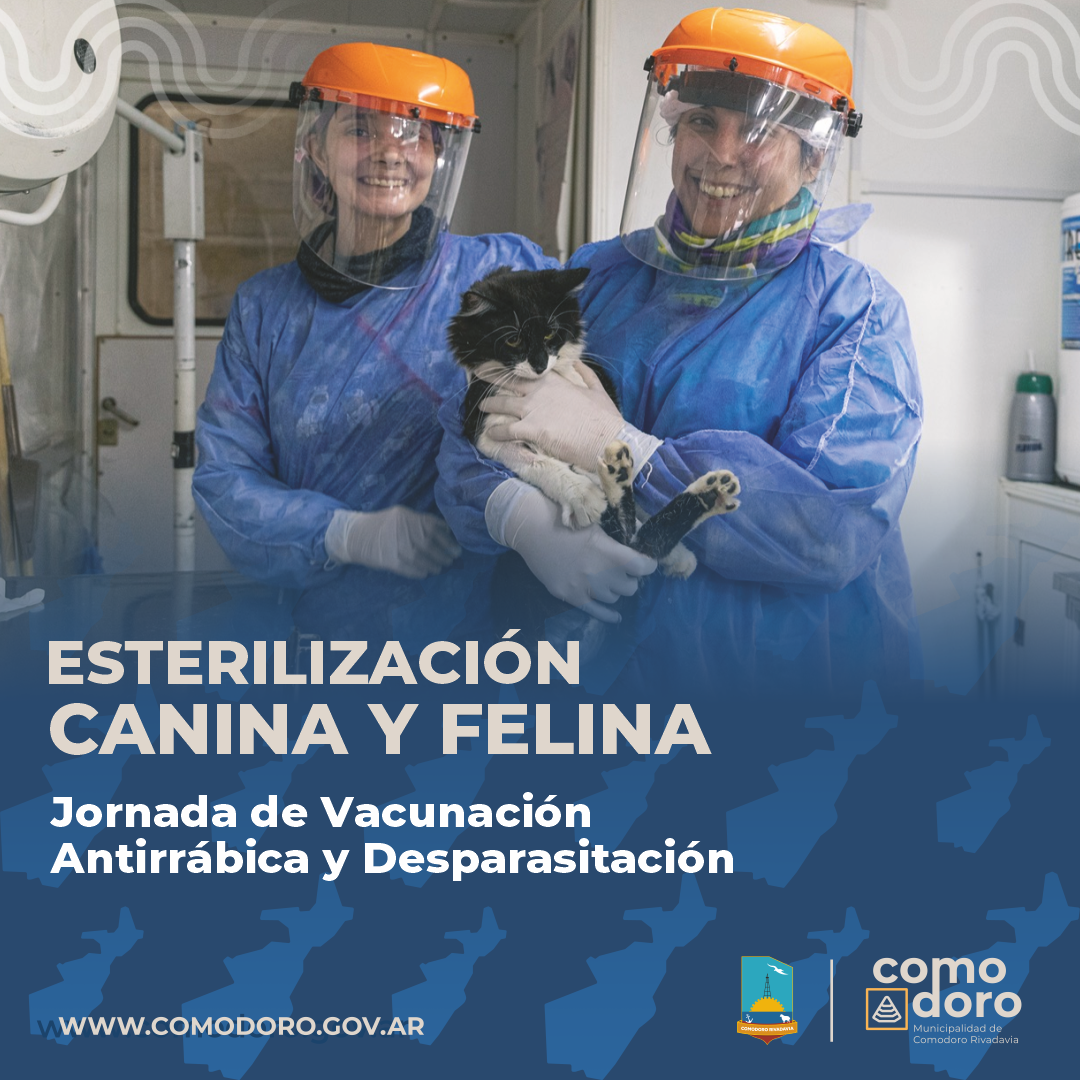 ESTERILIZACIÓN
CANINA Y FELINA
Jornada de Vacunación
Antirrábica y Desparasitación
WWW.COMODORO.GOV.AR
COMODORO RIVADAVIA
como
doro
Municipalidad de
Comodoro Rivadavia